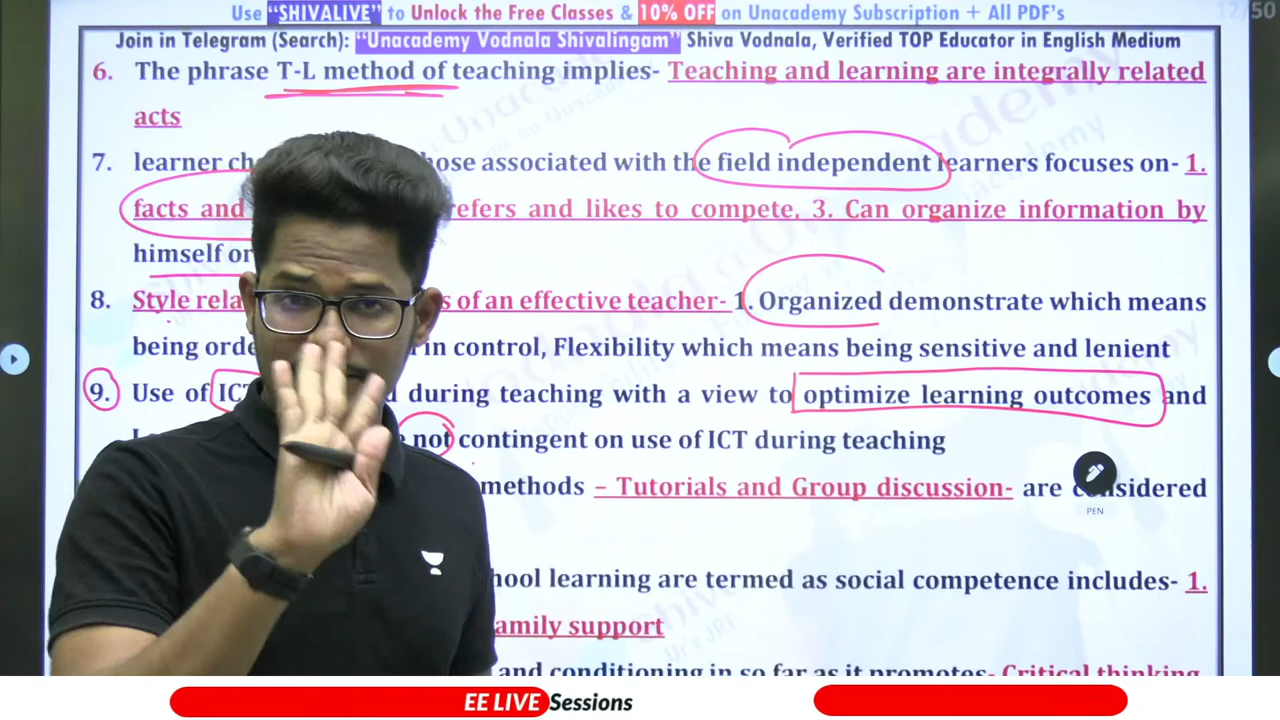 Use “SHIVALIVE” to Unlock the Free Classes & 10% OFF on Unacademy Subscription + All PDF’s
12/50
Join in Telegram (Search): “Unacademy Vodnala Shivalingam” Shiva Vodnala, Verified TOP Educator in English Medium
6. The phrase T-L method of teaching implies- Teaching and learning are integrally related
acts
7. learner associated with the field independent learners focuses on- 1.
facts and and likes to compete. 3. Can organize information by
himself or
8. Style of an effective teacher- 1. Organized demonstrate which means
being in control, Flexibility which means being sensitive and lenient
9. Use of ICT during teaching with a view to optimize learning outcomes and
not contingent on use of ICT during teaching
methods – Tutorials and Group discussion- are considered
learning are termed as social competence includes- 1.
support
PEN
and conditioning in so far as it promotes- Critical thinking
EE LIVE Sessions